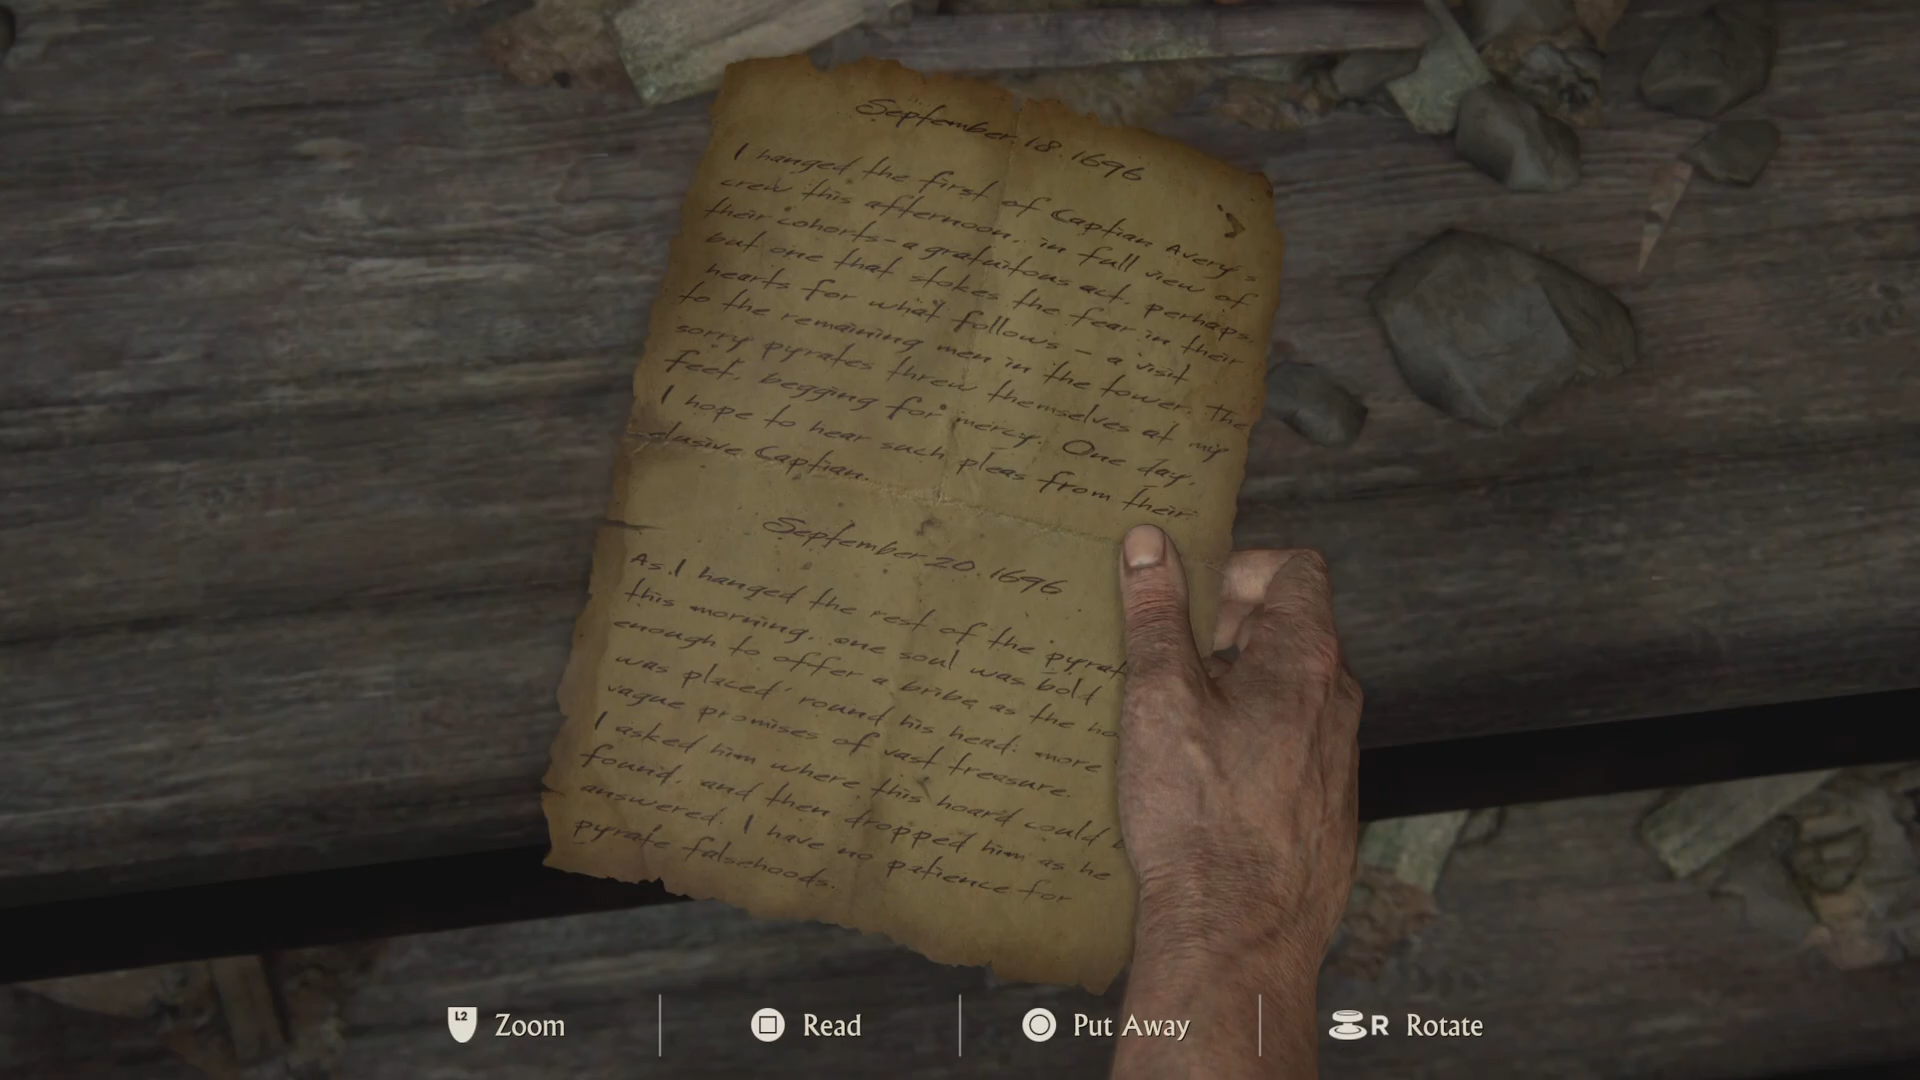 September 18, 1696
I hanged the first of Captian Avery's
crew this afternoon, in full view of
their cohorts-a gratuitous act, perhaps,
but one that stokes the fear in their
hearts for what follows - a visit
to the remaining men in the tower. The
sorry pyrates threw themselves at my
feet, begging for mercy. One day,
I hope to hear such pleas from their
elusive Captian.
September 20, 1696
As I hanged the rest of the
this morning, one soul was bold
enough to offer a bribe as the
was placed 'round his head: more
vague promises of vast treasure.
I asked him where this hoard could
found, and then dropped him as he
answered. I have no patience for
pyrate falsehoods.
L2 Zoom
Read
Put Away
R Rotate